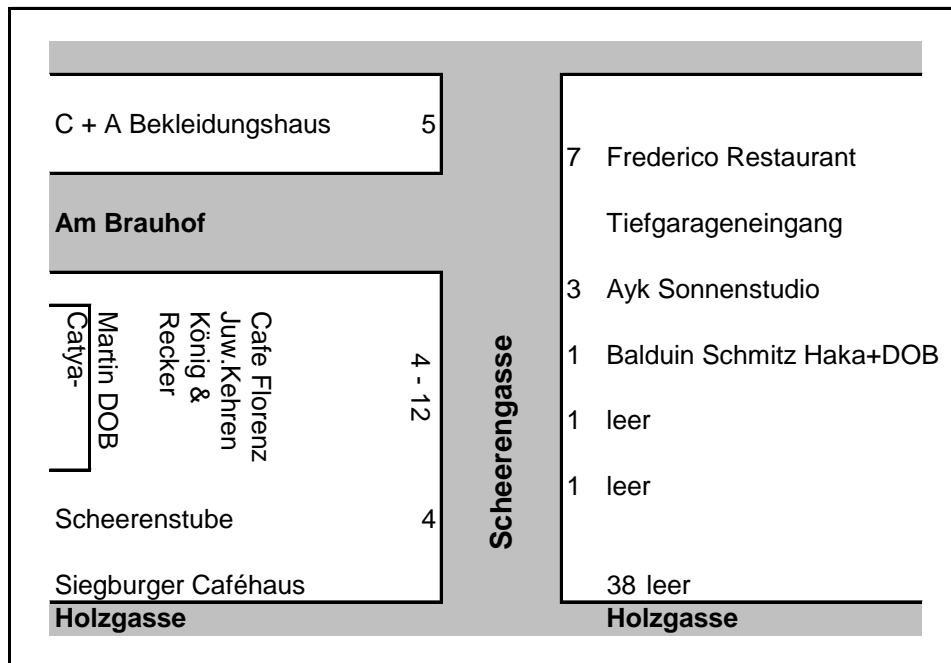 C + A Bekleidungshaus 5
Am Brauhof
Cafe Florenz
Juw.Kehren
König &
Recker
Martin DOB
Catya-
4 - 12
Scheerenstube 4
Siegburger Caféhaus
Holzgasse
Scheerengasse
7 Frederico Restaurant
Tiefgarageneingang
3 Ayk Sonnenstudio
1 Balduin Schmitz Haka+DOB
1 leer
1 leer
38 leer
Holzgasse